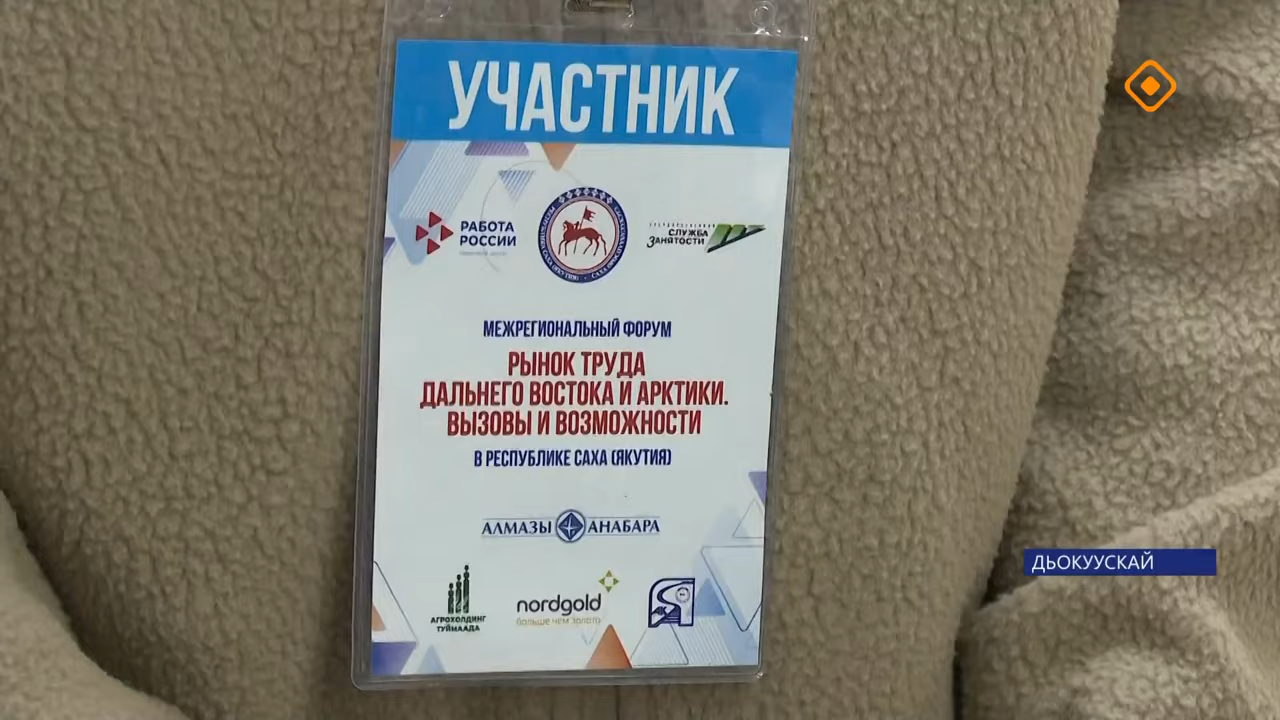 УЧАСТНИК
РАБОТА
РОССИИ
СЛУЖБА
ЗАНЯТОСТИ
МЕЖРЕГИОНАЛЬНЫЙ ФОРУМ
РЫНОК ТРУДА
ДАЛЬНЕГО ВОСТОКА И АРКТИКИ.
ВЫЗОВЫ И ВОЗМОЖНОСТИ
В РЕСПУБЛИКЕ САХА (ЯКУТИЯ)
АЛМАЗЫ АНАБАРА
ДЬОКУУСКАЙ
АГРОХОЛДИНГ
ТУЙМААДА
nordgold
больше чем золото